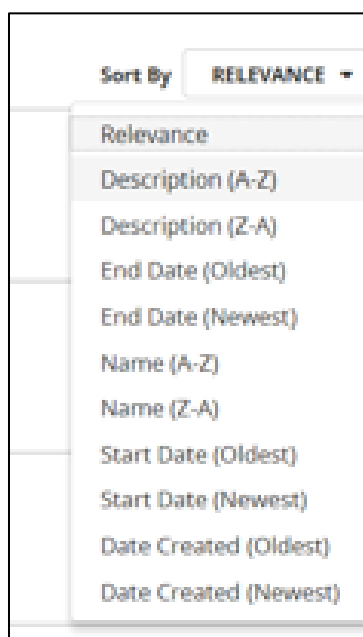 Sort By RELEVANCE
Relevance
Description (A-Z)
Description (Z-A)
End Date (Oldest)
End Date (Newest)
Name (A-Z)
Name (Z-A)
Start Date (Oldest)
Start Date (Newest)
Date Created (Oldest)
Date Created (Newest)